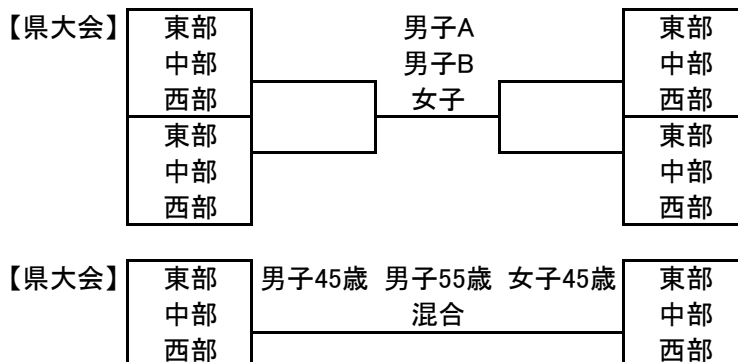 【県大会】 東部 男子A 東部
中部 男子B 中部
西部 女子 西部
東部 東部
中部 中部
西部 西部
【県大会】 東部 男子45歳 男子55歳 女子45歳 東部
中部 混合 中部
西部 西部